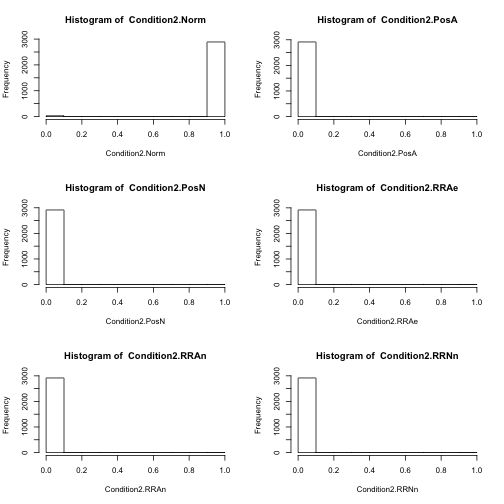 Histogram of  Condition2.Norm
Frequency
3000
1000
0
0.0 0.2 0.4 0.6 0.8 1.0
Condition2.Norm
Histogram of  Condition2.PosA
Frequency
3000
1000
0
0.0 0.2 0.4 0.6 0.8 1.0
Condition2.PosA
Histogram of  Condition2.PosN
Frequency
3000
1000
0
0.0 0.2 0.4 0.6 0.8 1.0
Condition2.PosN
Histogram of  Condition2.RRAe
Frequency
3000
1000
0
0.0 0.2 0.4 0.6 0.8 1.0
Condition2.RRAe
Histogram of  Condition2.RRAn
Frequency
3000
1000
0
0.0 0.2 0.4 0.6 0.8 1.0
Condition2.RRAn
Histogram of  Condition2.RRNn
Frequency
3000
1000
0
0.0 0.2 0.4 0.6 0.8 1.0
Condition2.RRNn